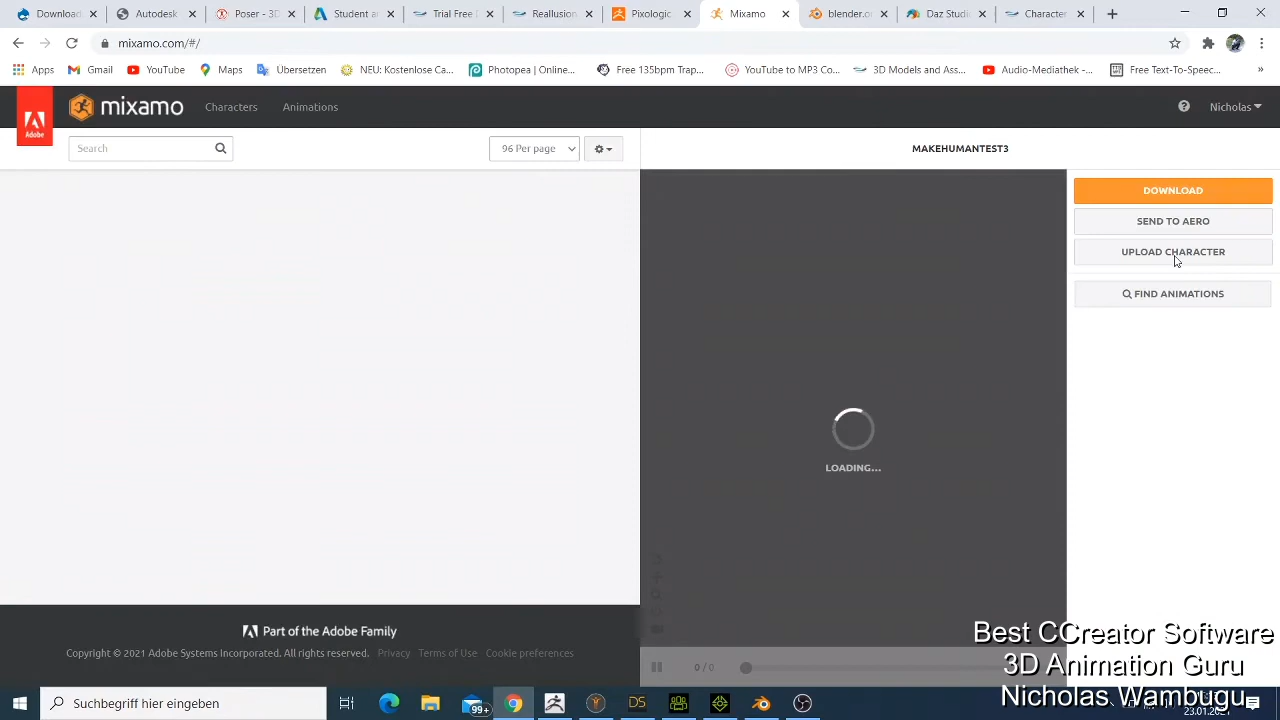 Download
Autodesk
Poser - 3D
Student an
Trial Free D
Reallusion
Pixologic
Mixamo
blender.or
Daz Studi
Character
mixamo.com/#/
Apps
Gmail
YouTube
Maps
Übersetzen
NEU: Kostenlose Ca...
Photopea | Online...
Free 135bpm Trap...
YouTube to MP3 Co...
3D Models and Ass...
Audio-Mediathek -...
Free Text-To-Speec...
Adobe
mixamo
Characters
Animations
Nicholas
Search
96 Per page
MAKEHUMANTEST3
DOWNLOAD
SEND TO AERO
UPLOAD CHARACTER
FIND ANIMATIONS
LOADING...
0 / 0
Part of the Adobe Family
Copyright © 2021 Adobe Systems Incorporated. All rights reserved.
Privacy
Terms of Use
Cookie preferences
Best CCreator Software
3D Animation Guru
Nicholas Wambugu
Suchbegriff hier eingeben
99+
DS